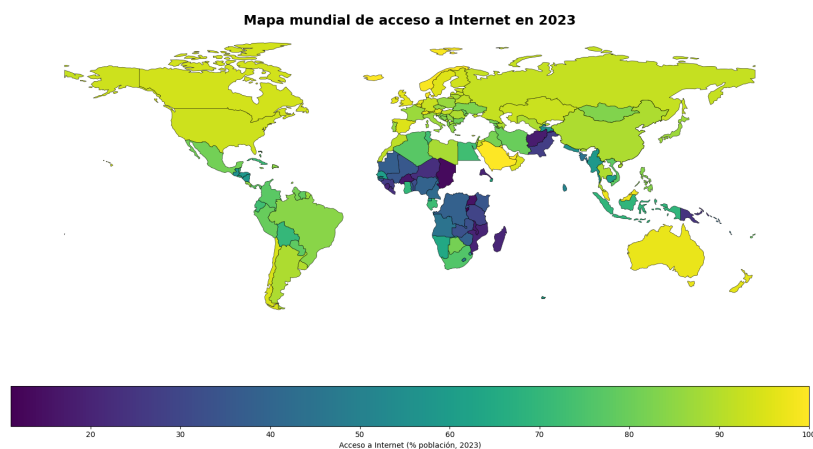 Mapa mundial de acceso a Internet en 2023
20 30 40 50 60 70 80 90 100
Acceso a Internet (% población, 2023)